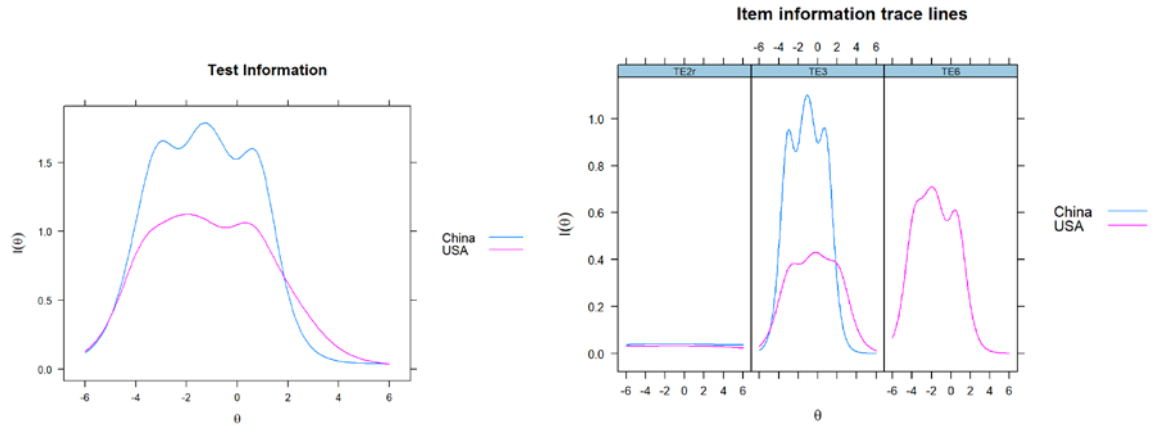 Test Information
1.5
1.0
0.5
0.0
I(θ)
-6 -4 -2 0 2 4 6
θ
China
USA
Item information trace lines
-6 -4 -2 0 2 4 6
TE2r TE3 TE6
1.0
0.8
0.6
0.4
0.2
0.0
I(θ)
-6 -4 -2 0 2 4 6 -6 -4 -2 0 2 4 6 -6 -4 -2 0 2 4 6
θ
China
USA